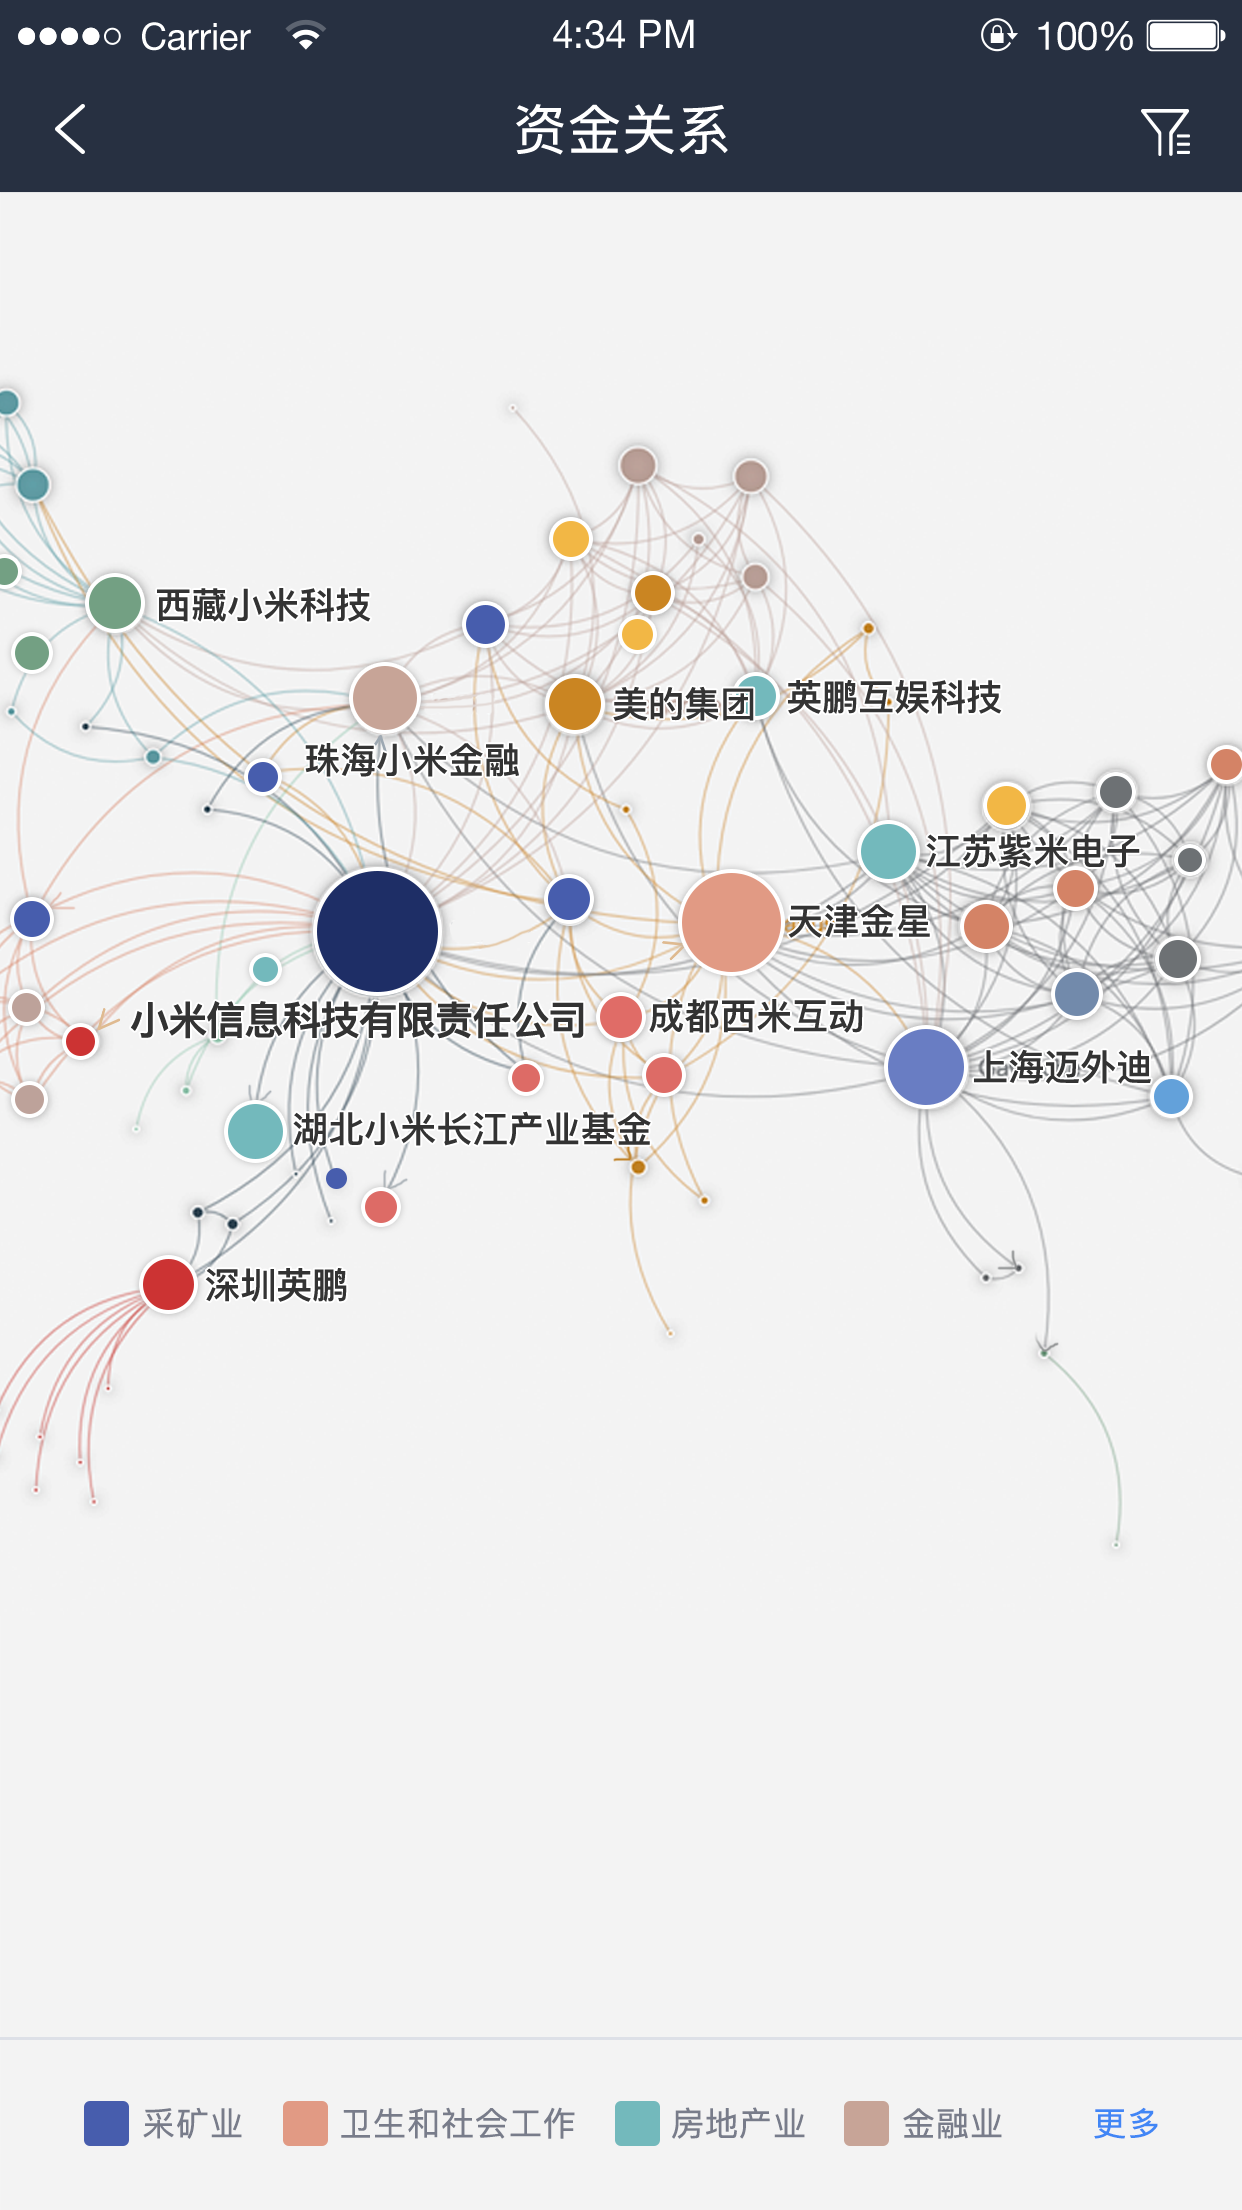 Carrier 4:34 PM 100%
资金关系
西藏小米科技
美的集团
英鹏互娱科技
珠海小米金融
江苏紫米电子
天津金星
小米信息科技有限责任公司
成都西米互动
上海迈外迪
湖北小米长江产业基金
深圳英鹏
采矿业 卫生和社会工作 房地产业 金融业 更多